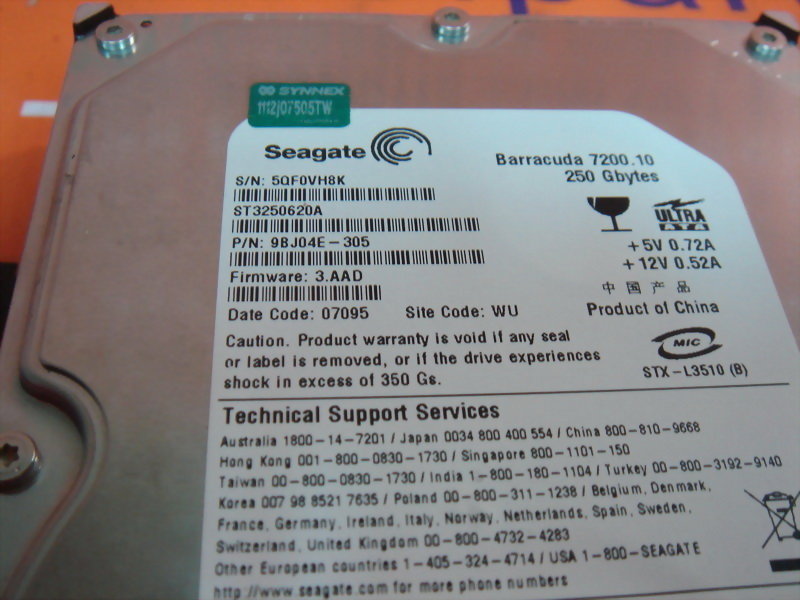 SYNNEX
1112J07505TW
Seagate
Barracuda 7200.10
250 Gbytes
S/N: 5QF0VH8K
ST3250620A
P/N: 9BJ04E-305
Firmware: 3.AAD
Date Code: 07095 Site Code: WU
ULTRA
ATA
+5V 0.72A
+12V 0.52A
中国产品
Product of China
Caution. Product warranty is void if any seal
or label is removed, or if the drive experiences
shock in excess of 350 Gs.
MIC
STX-L3510 (B)
Technical Support Services
Australia 1800-14-7201 / Japan 0034 800 400 554 / China 800-810-9668
Hong Kong 001-800-0830-1730 / Singapore 800-1101-150
Taiwan 00-800-0830-1730 / India 1-800-180-1104 / Turkey 00-800-3192-9140
Korea 007 98 8521 7635 / Poland 00-800-311-1238 / Belgium, Denmark,
France, Germany, Ireland, Italy, Norway, Netherlands, Spain, Sweden,
Switzerland, United Kingdom 00-800-4732-4283
Other European countries 1-405-324-4714 / USA 1-800-SEAGATE
http://www.seagate.com for more phone numbers